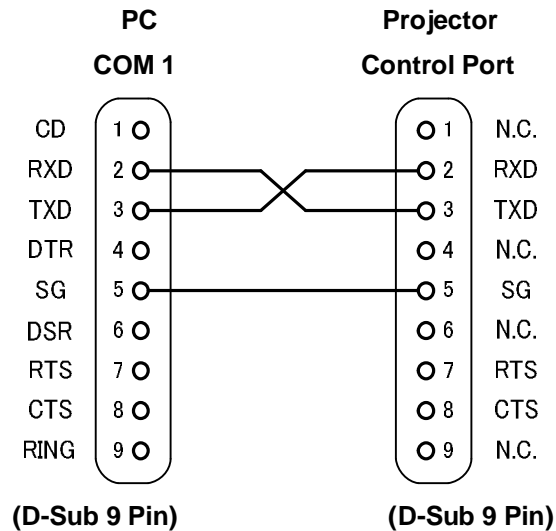 PC Projector
COM 1 Control Port
CD 1 1 N.C.
RXD 2 2 RXD
TXD 3 3 TXD
DTR 4 4 N.C.
SG 5 5 SG
DSR 6 6 N.C.
RTS 7 7 RTS
CTS 8 8 CTS
RING 9 9 N.C.
(D-Sub 9 Pin) (D-Sub 9 Pin)